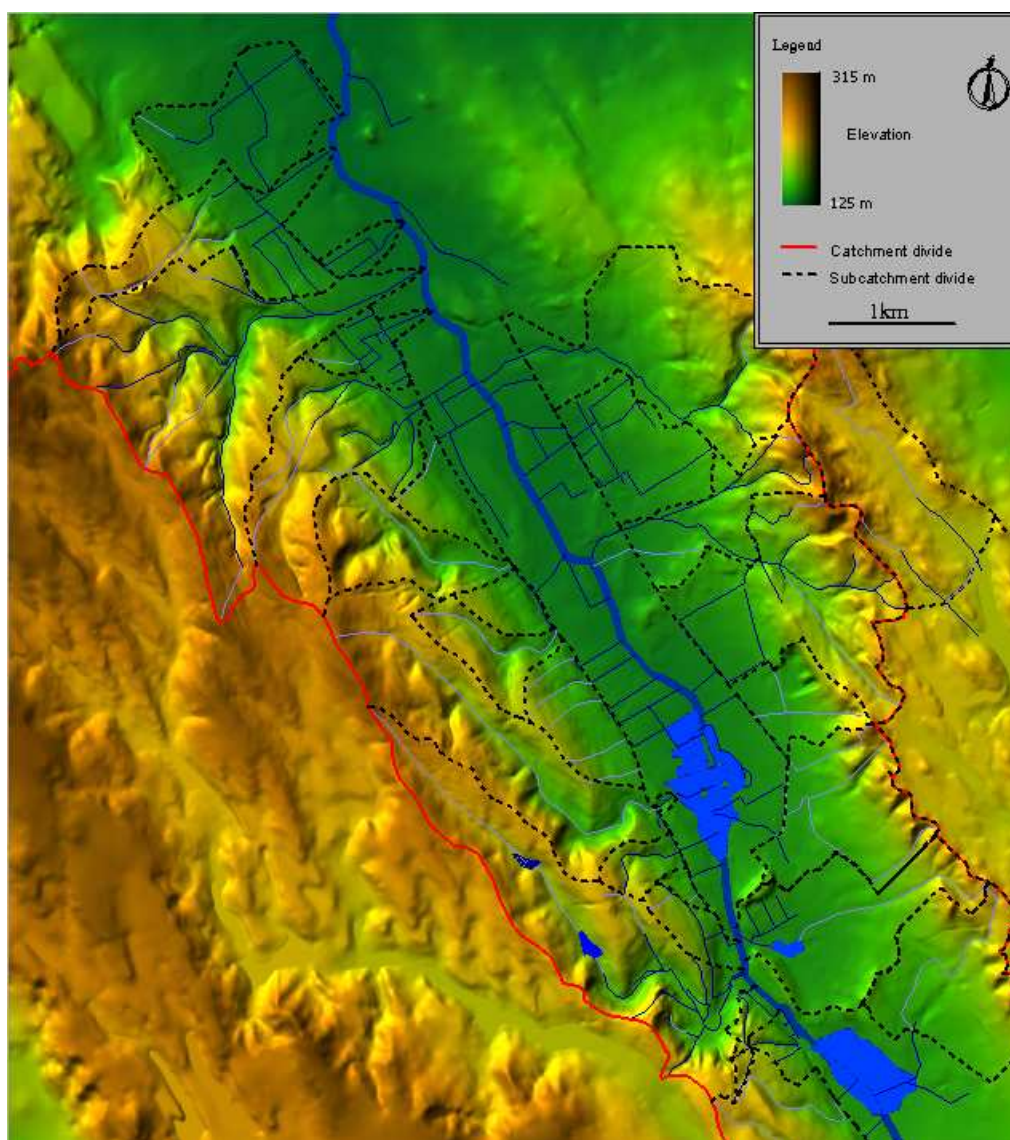 Legend
315 m
Elevation
125 m
Catchment divide
Subcatchment divide
1km